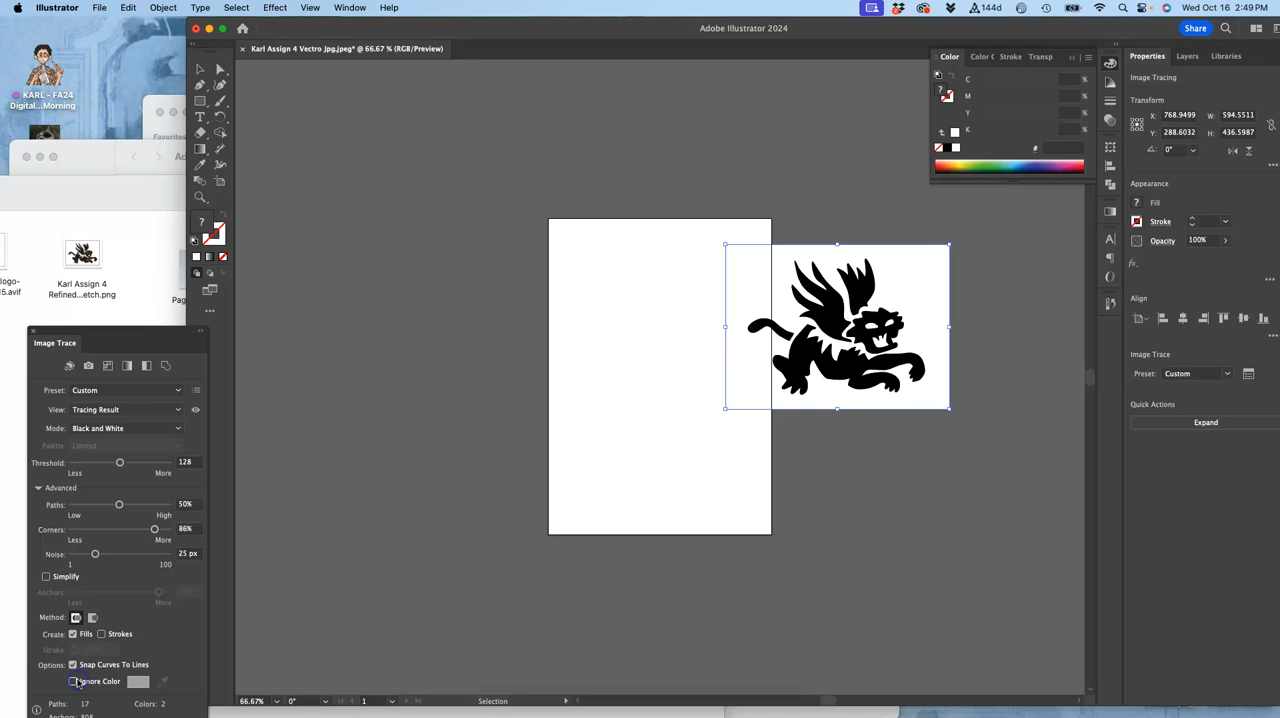 Illustrator File Edit Object Type Select Effect View Window Help 144d Wed Oct 16 2:49 PM
Adobe Illustrator 2024
Share
Karl Assign 4 Vectro Jpg.jpeg* @ 66.67 % (RGB/Preview)
KARL - FA24
Digital...Morning
Favorites
Ad
logo-
15.avif
Karl Assign 4
Refined...etch.png
Pag
Color Color G Stroke Transp
C %
M %
Y %
K %
#
Properties Layers Libraries
Image Tracing
Transform
X: 768.9499 W: 594.5511
Y: 288.6032 H: 436.5987
0°
Appearance
? Fill
Stroke
Opacity 100%
fx.
Align
Image Trace
Preset: Custom
Quick Actions
Expand
Image Trace
Preset: Custom
View: Tracing Result
Mode: Black and White
Palette: Limited
Threshold: 128
Less More
Advanced
Paths: 50%
Low High
Corners: 86%
Less More
Noise: 25 px
1 100
Simplify
Anchors:
Less More
Method:
Create: Fills Strokes
Stroke:
Options: Snap Curves To Lines
Ignore Color
Paths: 17 Colors: 2
Anchors: 808
66.67% 0° 1 Selection